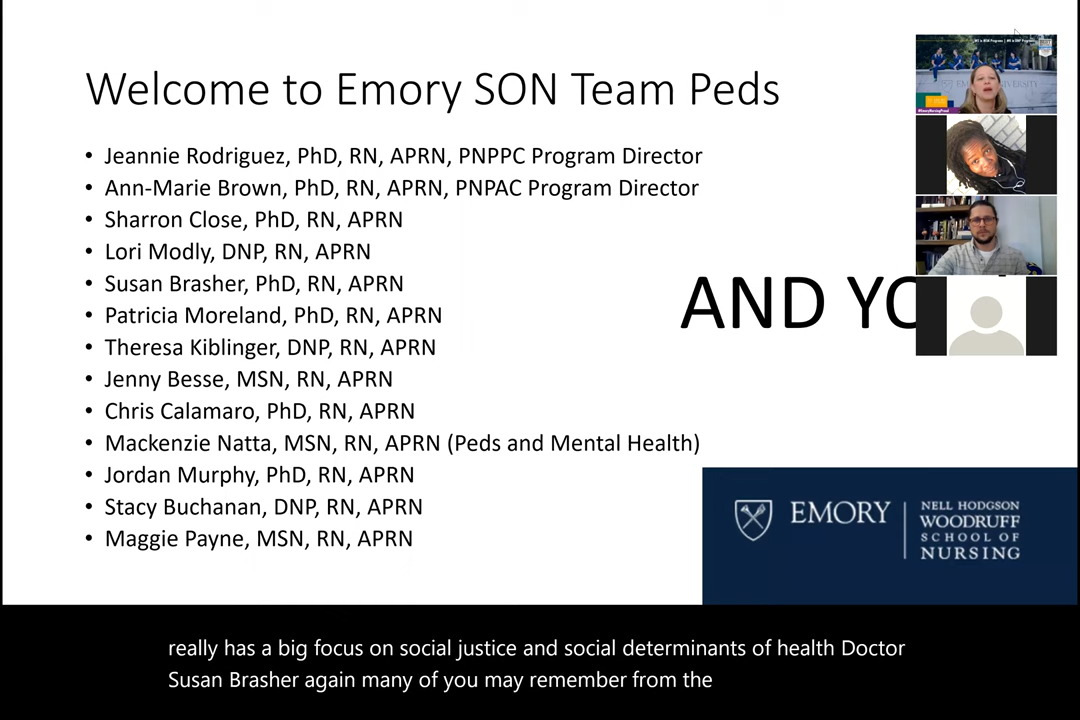 Welcome to Emory SON Team Peds
• Jeannie Rodriguez, PhD, RN, APRN, PNPPC Program Director
• Ann-Marie Brown, PhD, RN, APRN, PNPAC Program Director
• Sharron Close, PhD, RN, APRN
• Lori Modly, DNP, RN, APRN
• Susan Brasher, PhD, RN, APRN
• Patricia Moreland, PhD, RN, APRN
• Theresa Kiblinger, DNP, RN, APRN
• Jenny Besse, MSN, RN, APRN
• Chris Calamaro, PhD, RN, APRN
• Mackenzie Natta, MSN, RN, APRN (Peds and Mental Health)
• Jordan Murphy, PhD, RN, APRN
• Stacy Buchanan, DNP, RN, APRN
• Maggie Payne, MSN, RN, APRN
AND YO
EMORY
NELL HODGSON
WOODRUFF
SCHOOL OF
NURSING
really has a big focus on social justice and social determinants of health Doctor
Susan Brasher again many of you may remember from the